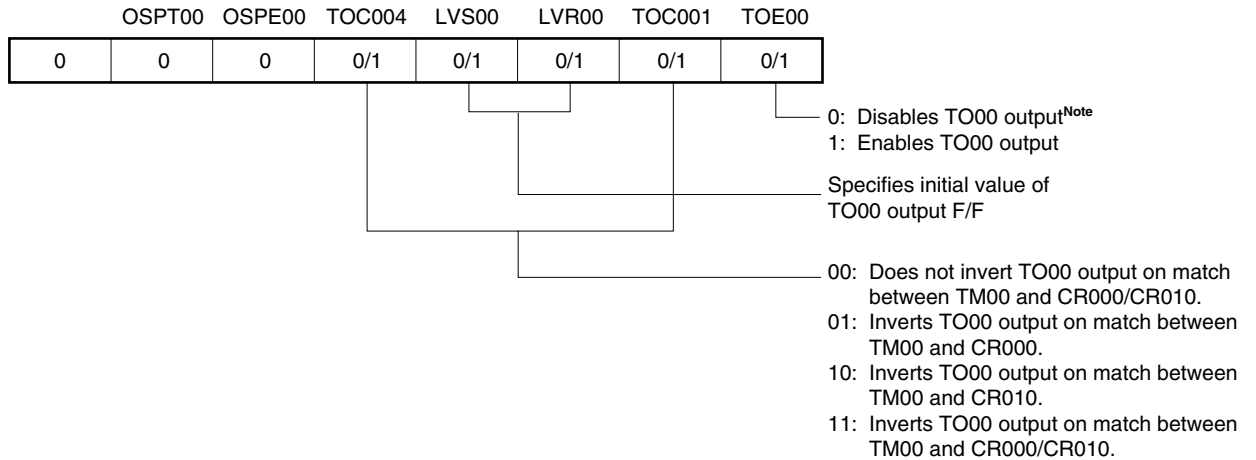 OSPT00 OSPE00 TOC004 LVS00 LVR00 TOC001 TOE00
0 0 0 0/1 0/1 0/1 0/1 0/1
0: Disables TO00 outputNote
1: Enables TO00 output
Specifies initial value of
TO00 output F/F
00: Does not invert TO00 output on match
between TM00 and CR000/CR010.
01: Inverts TO00 output on match between
TM00 and CR000.
10: Inverts TO00 output on match between
TM00 and CR010.
11: Inverts TO00 output on match between
TM00 and CR000/CR010.